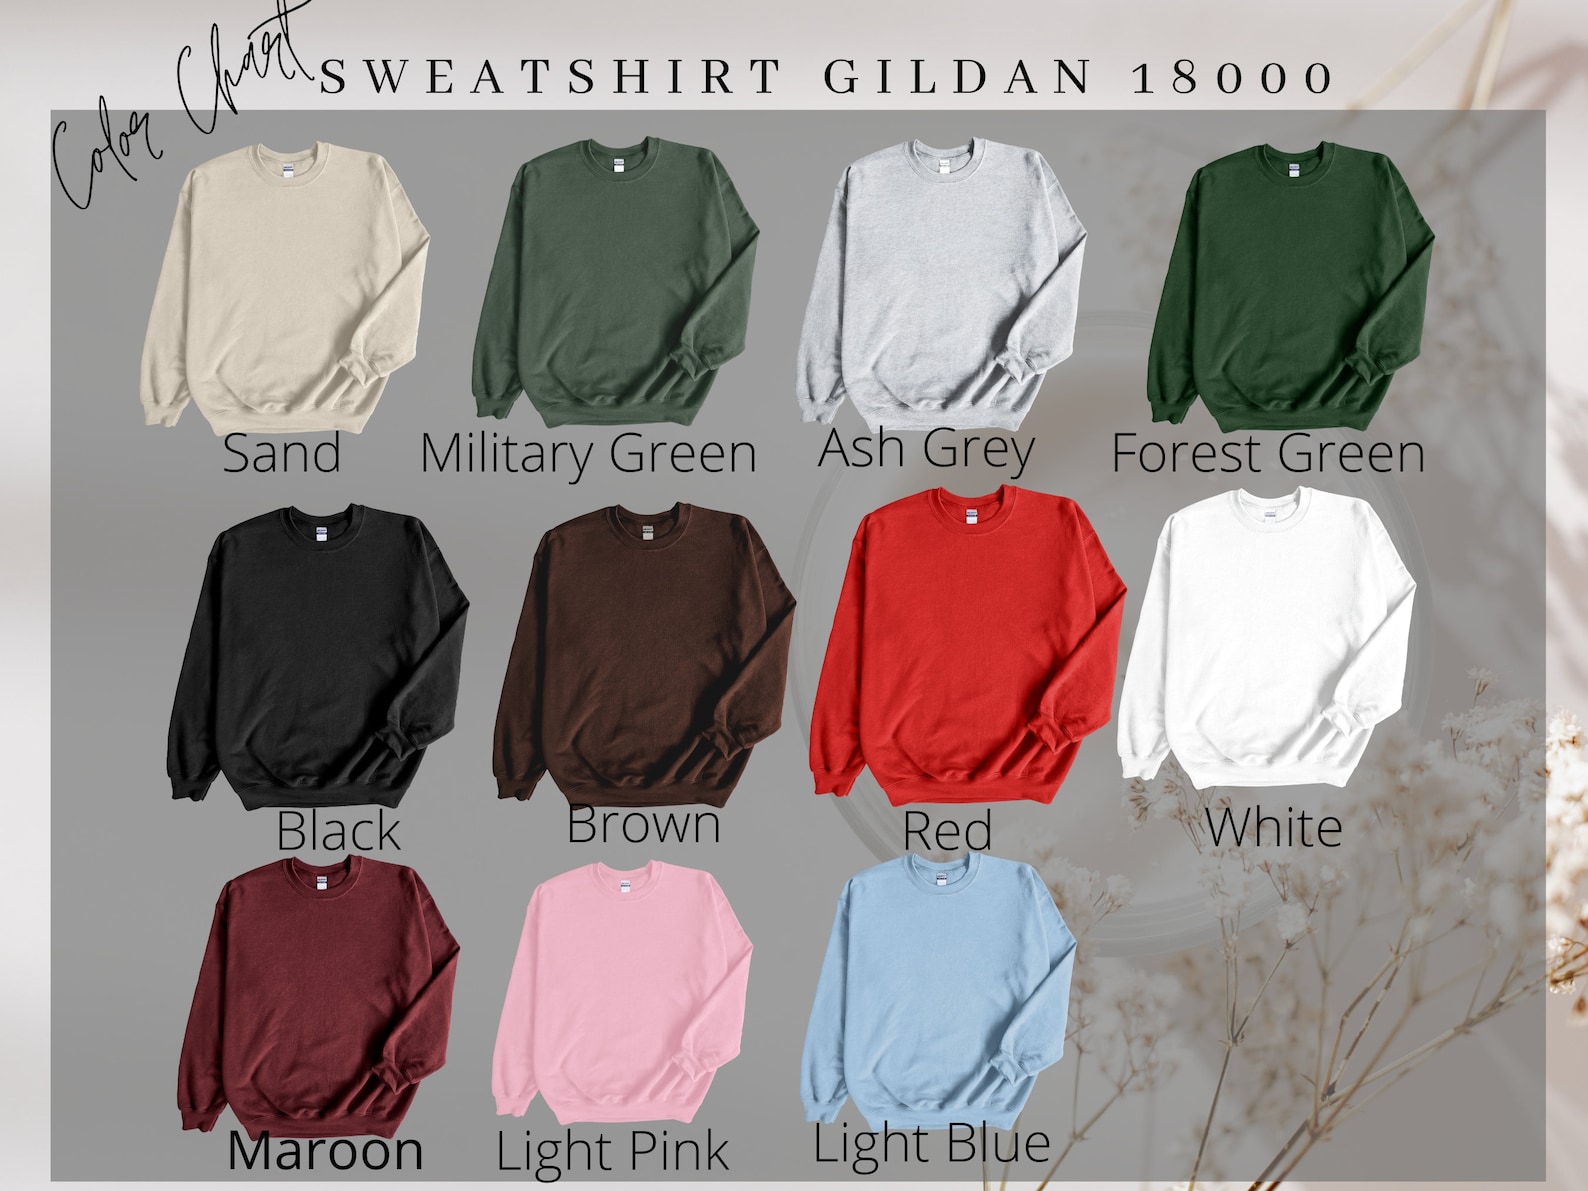 Color Chart
SWEATSHIRT GILDAN 18000
Sand
Military Green
Ash Grey
Forest Green
Black
Brown
Red
White
Maroon
Light Pink
Light Blue